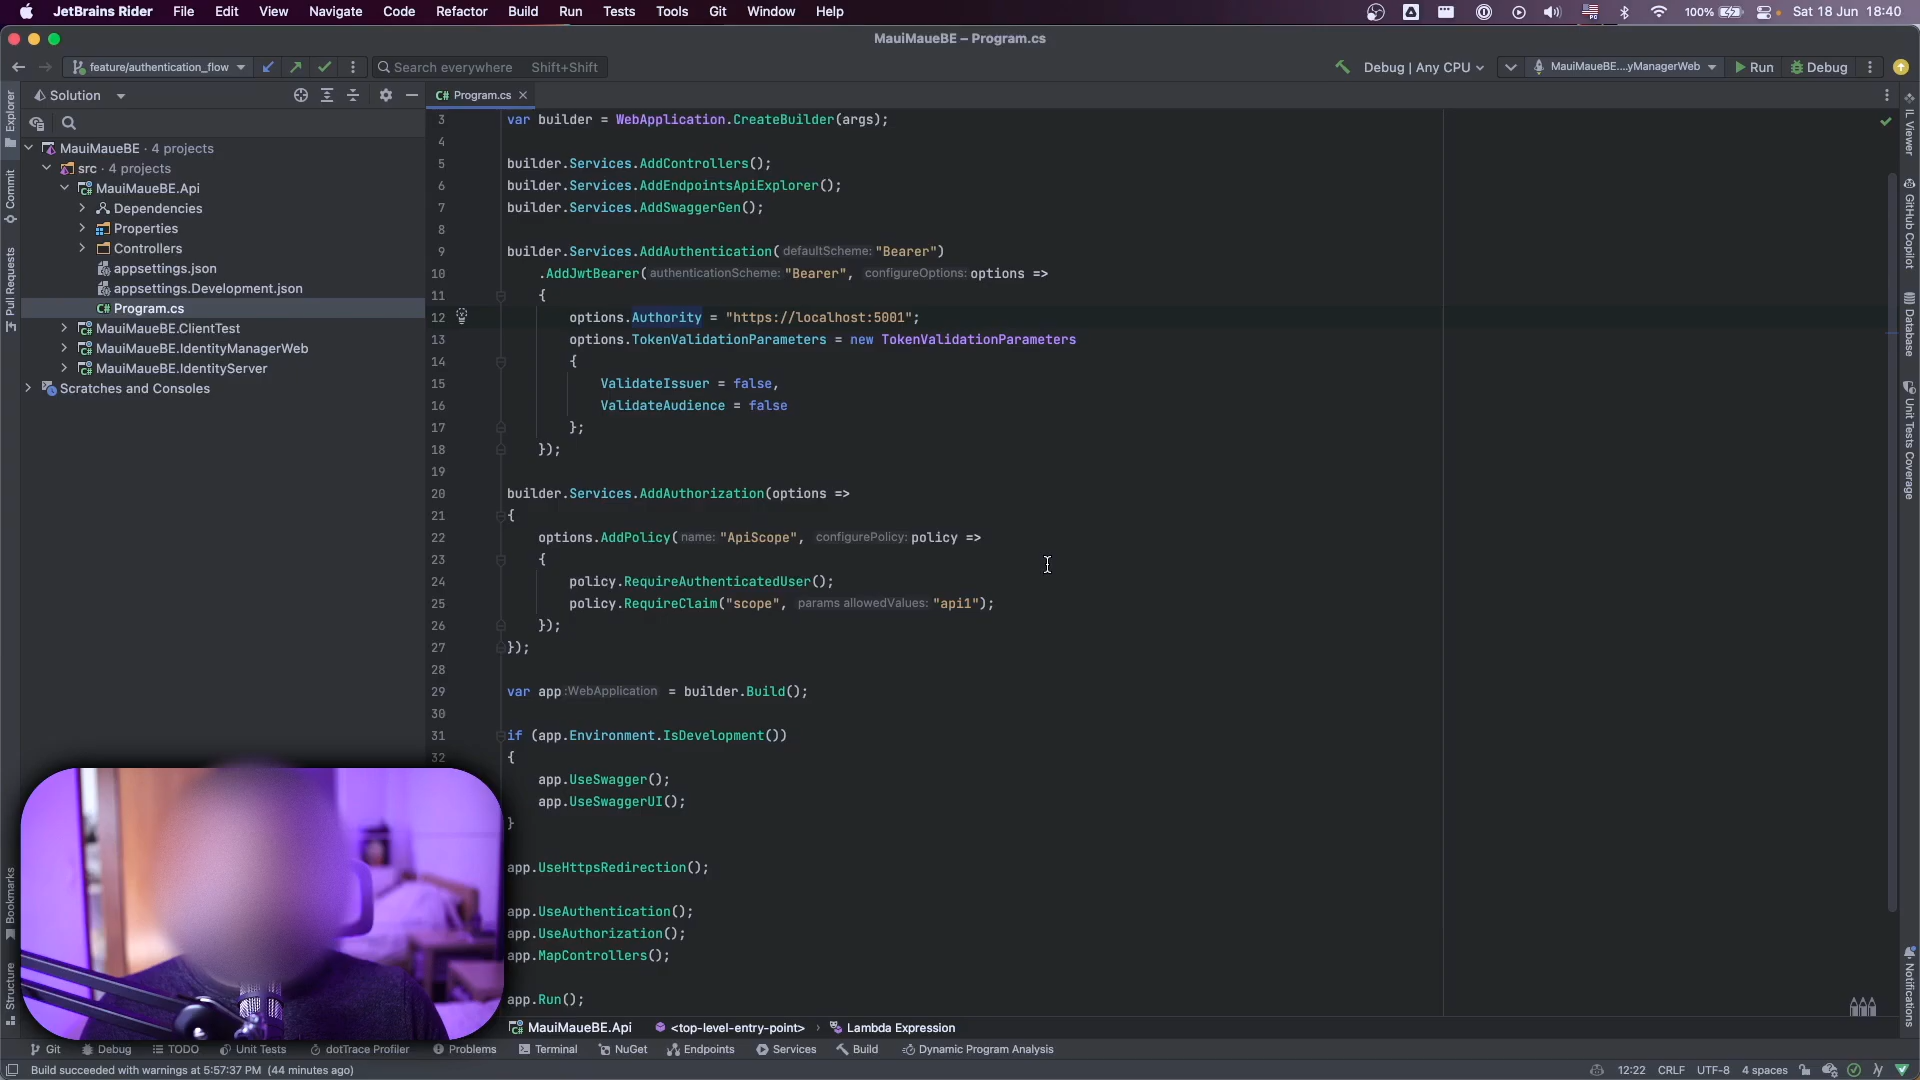 JetBrains Rider File Edit View Navigate Code Refactor Build Run Tests Tools Git Window Help 100% Sat 18 Jun 18:40
MauiMaueBE – Program.cs
feature/authentication_flow Search everywhere Shift+Shift Debug | Any CPU MauiMaueBE....yManagerWeb Run Debug
Solution
C# Program.cs
MauiMaueBE · 4 projects
src · 4 projects
MauiMaueBE.Api
Dependencies
Properties
Controllers
appsettings.json
appsettings.Development.json
C# Program.cs
MauiMaueBE.ClientTest
MauiMaueBE.IdentityManagerWeb
MauiMaueBE.IdentityServer
Scratches and Consoles
Explorer
Commit
Pull Requests
Bookmarks
Structure
3 var builder = WebApplication.CreateBuilder(args);
4
5 builder.Services.AddControllers();
6 builder.Services.AddEndpointsApiExplorer();
7 builder.Services.AddSwaggerGen();
8
9 builder.Services.AddAuthentication( defaultScheme: "Bearer")
10 .AddJwtBearer( authenticationScheme: "Bearer", configureOptions: options =>
11 {
12 options.Authority = "https://localhost:5001";
13 options.TokenValidationParameters = new TokenValidationParameters
14 {
15 ValidateIssuer = false,
16 ValidateAudience = false
17 };
18 });
19
20 builder.Services.AddAuthorization(options =>
21 {
22 options.AddPolicy( name: "ApiScope", configurePolicy: policy =>
23 {
24 policy.RequireAuthenticatedUser();
25 policy.RequireClaim("scope", params allowedValues: "api1");
26 });
27 });
28
29 var app :WebApplication = builder.Build();
30
31 if (app.Environment.IsDevelopment())
32 {
app.UseSwagger();
app.UseSwaggerUI();
}
app.UseHttpsRedirection();
app.UseAuthentication();
app.UseAuthorization();
app.MapControllers();
app.Run();
IL Viewer
GitHub Copilot
Database
Unit Tests Coverage
Notifications
MauiMaueBE.Api <top-level-entry-point> › Lambda Expression
Git Debug TODO Unit Tests dotTrace Profiler Problems Terminal NuGet Endpoints Services Build Dynamic Program Analysis
Build succeeded with warnings at 5:57:37 PM (44 minutes ago) 12:22 CRLF UTF-8 4 spaces